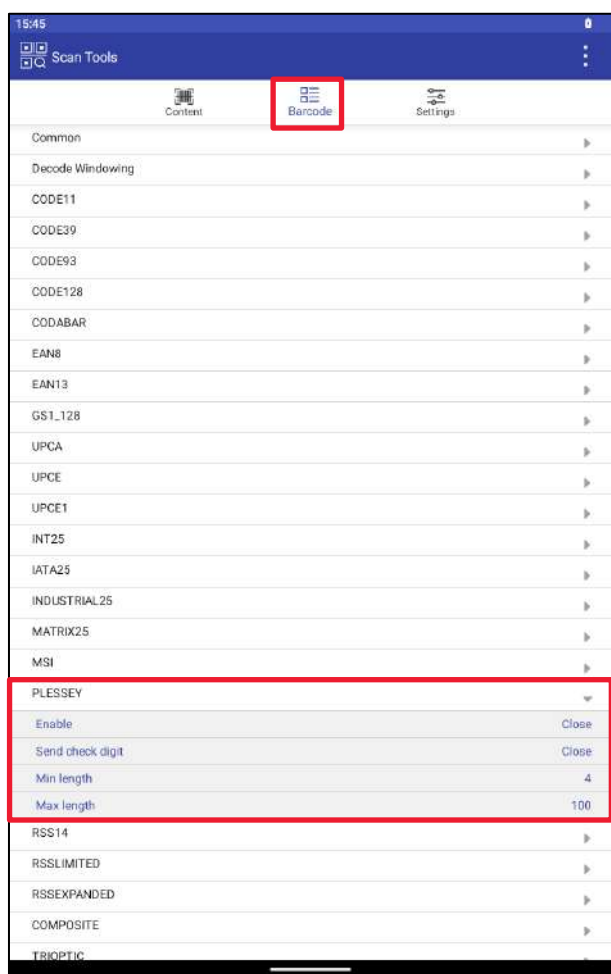 15:45
Scan Tools
Content Barcode Settings
Common
Decode Windowing
CODE11
CODE39
CODE93
CODE128
CODABAR
EAN8
EAN13
GS1_128
UPCA
UPCE
UPCE1
INT25
IATA25
INDUSTRIAL25
MATRIX25
MSI
PLESSEY
Enable Close
Send check digit Close
Min length 4
Max length 100
RSS14
RSSLIMITED
RSSEXPANDED
COMPOSITE
TRIOPTIC